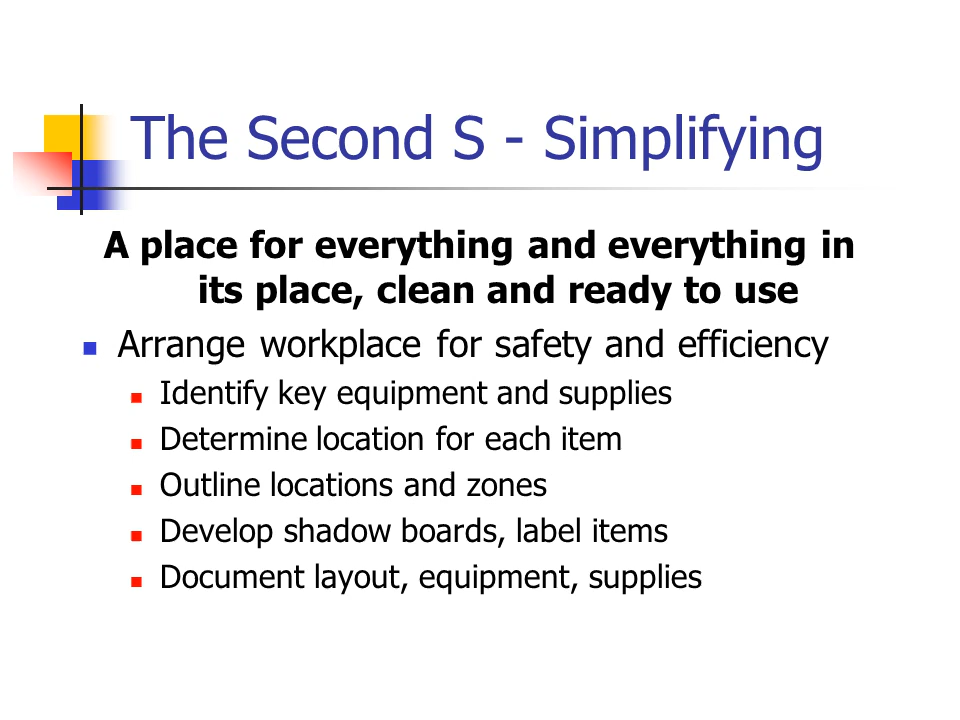 The Second S - Simplifying
A place for everything and everything in
its place, clean and ready to use
Arrange workplace for safety and efficiency
Identify key equipment and supplies
Determine location for each item
Outline locations and zones
Develop shadow boards, label items
Document layout, equipment, supplies